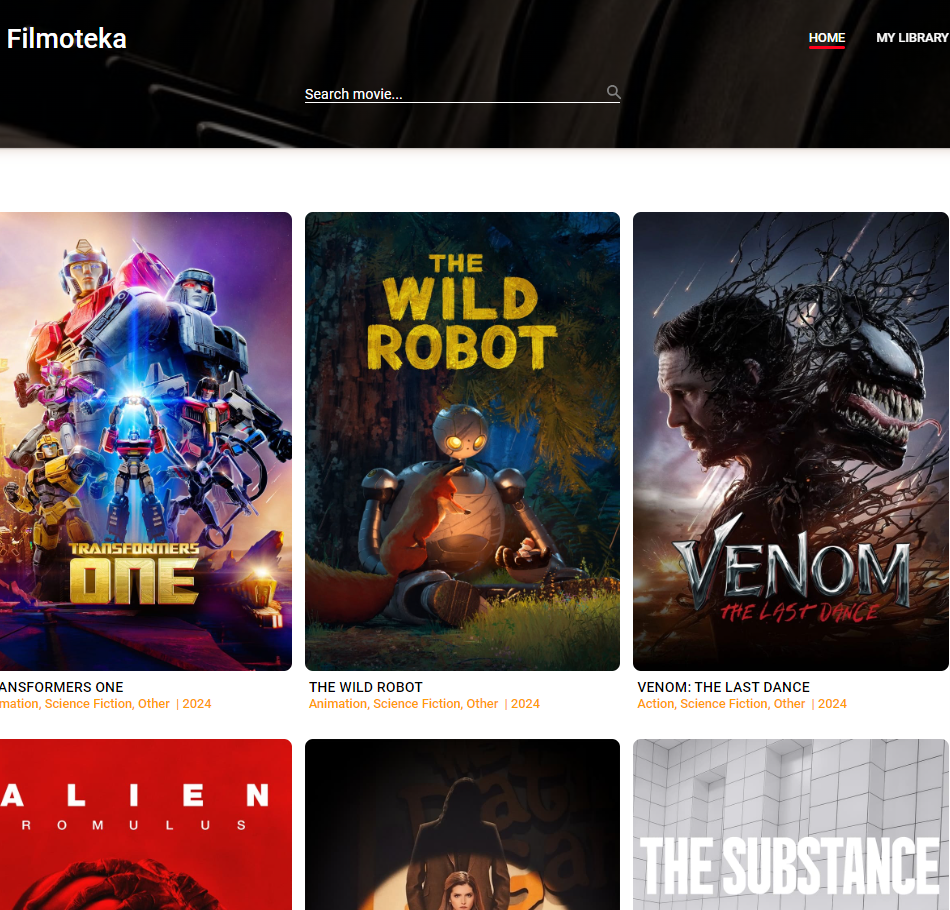 Filmoteka
HOME
MY LIBRARY
Search movie...
TRANSFORMERS
ONE
THE
WILD
ROBOT
VENOM
THE LAST DANCE
ANSFORMERS ONE
mation, Science Fiction, Other | 2024
THE WILD ROBOT
Animation, Science Fiction, Other | 2024
VENOM: THE LAST DANCE
Action, Science Fiction, Other | 2024
ALIEN
ROMULUS
THE SUBSTANCE